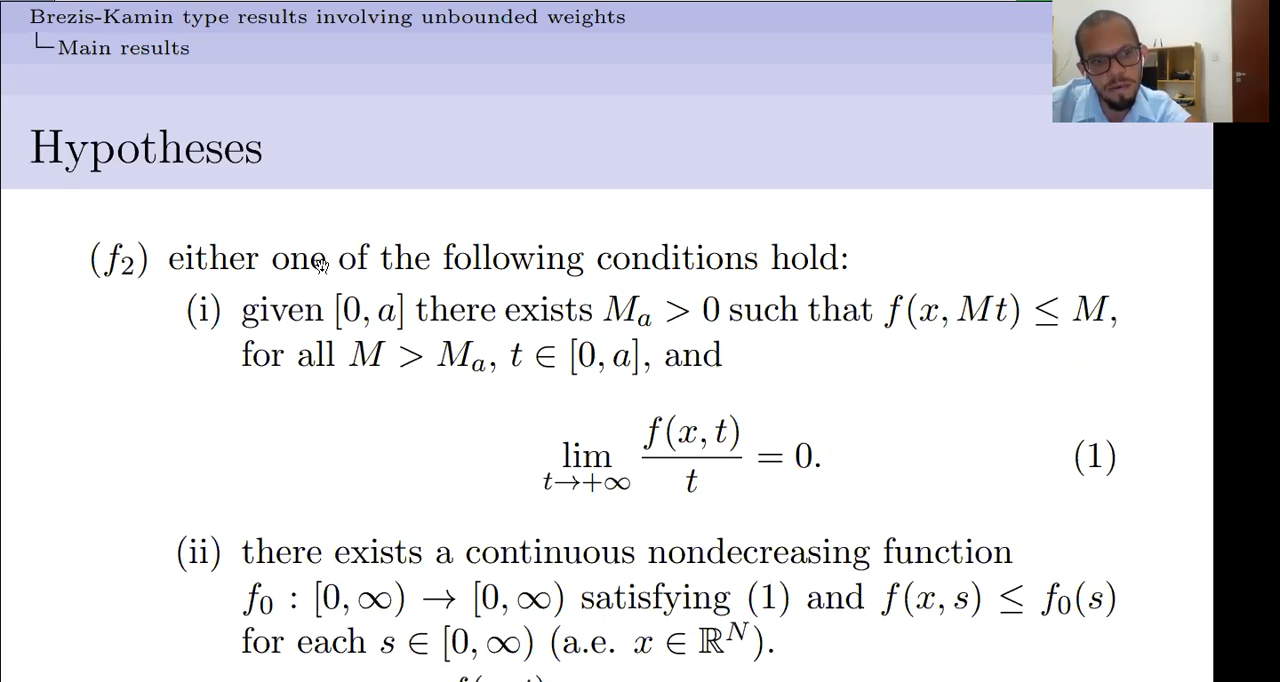 Brezis-Kamin type results involving unbounded weights
Main results
Hypotheses
(f₂) either one of the following conditions hold:
(i) given [0, a] there exists Mₐ > 0 such that f(x, Mt) ≤ M,
for all M > Mₐ, t ∈ [0, a], and
lim_{t→+∞} f(x, t)/t = 0. (1)
(ii) there exists a continuous nondecreasing function
f₀ : [0, ∞) → [0, ∞) satisfying (1) and f(x, s) ≤ f₀(s)
for each s ∈ [0, ∞) (a.e. x ∈ ℝᴺ).